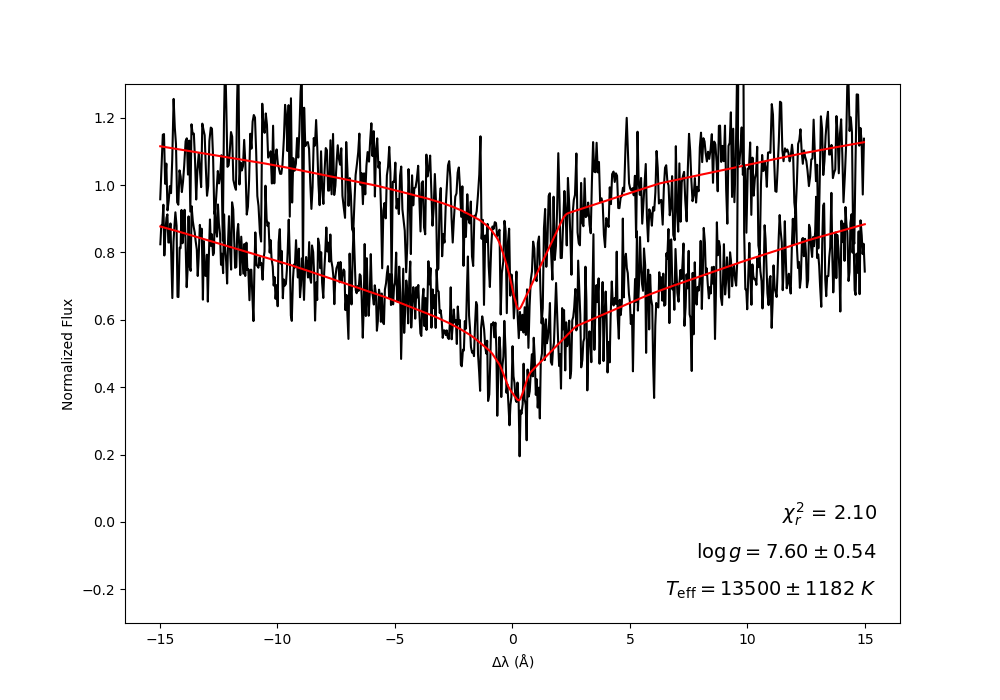 1.2
1.0
0.8
0.6
0.4
0.2
0.0
−0.2
Normalized Flux
χ²ᵣ = 2.10
log g = 7.60 ± 0.54
T_eff = 13500 ± 1182 K
−15 −10 −5 0 5 10 15
Δλ (Å)